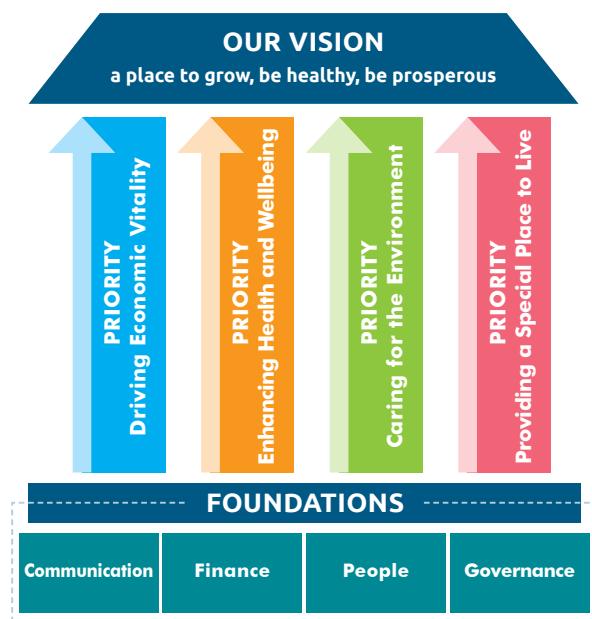 OUR VISION
a place to grow, be healthy, be prosperous
PRIORITY
Driving Economic Vitality
PRIORITY
Enhancing Health and Wellbeing
PRIORITY
Caring for the Environment
PRIORITY
Providing a Special Place to Live
FOUNDATIONS
Communication
Finance
People
Governance